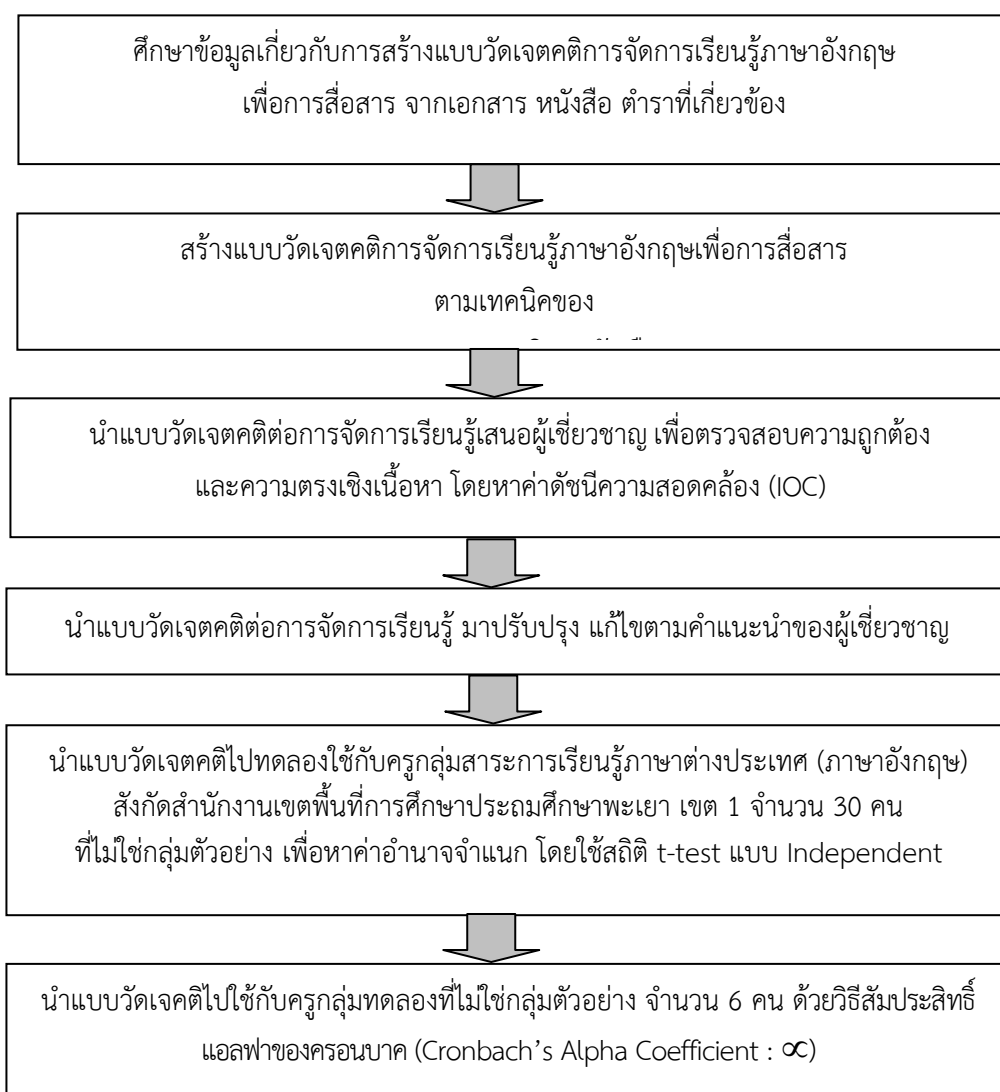 ศึกษาข้อมูลเกี่ยวกับการสร้างแบบวัดเจตคติการจัดการเรียนรู้ภาษาอังกฤษ
เพื่อการสื่อสาร จากเอกสาร หนังสือ ตำราที่เกี่ยวข้อง
สร้างแบบวัดเจตคติการจัดการเรียนรู้ภาษาอังกฤษเพื่อการสื่อสาร
ตามเทคนิคของ
นำแบบวัดเจตคติต่อการจัดการเรียนรู้เสนอผู้เชี่ยวชาญ เพื่อตรวจสอบความถูกต้อง
และความตรงเชิงเนื้อหา โดยหาค่าดัชนีความสอดคล้อง (IOC)
นำแบบวัดเจตคติต่อการจัดการเรียนรู้ มาปรับปรุง แก้ไขตามคำแนะนำของผู้เชี่ยวชาญ
นำแบบวัดเจตคติไปทดลองใช้กับครูกลุ่มสาระการเรียนรู้ภาษาต่างประเทศ (ภาษาอังกฤษ)
สังกัดสำนักงานเขตพื้นที่การศึกษาประถมศึกษาพะเยา เขต 1 จำนวน 30 คน
ที่ไม่ใช่กลุ่มตัวอย่าง เพื่อหาค่าอำนาจจำแนก โดยใช้สถิติ t-test แบบ Independent
นำแบบวัดเจคติไปใช้กับครูกลุ่มทดลองที่ไม่ใช่กลุ่มตัวอย่าง จำนวน 6 คน ด้วยวิธีสัมประสิทธิ์
แอลฟาของครอนบาค (Cronbach's Alpha Coefficient : ∝)